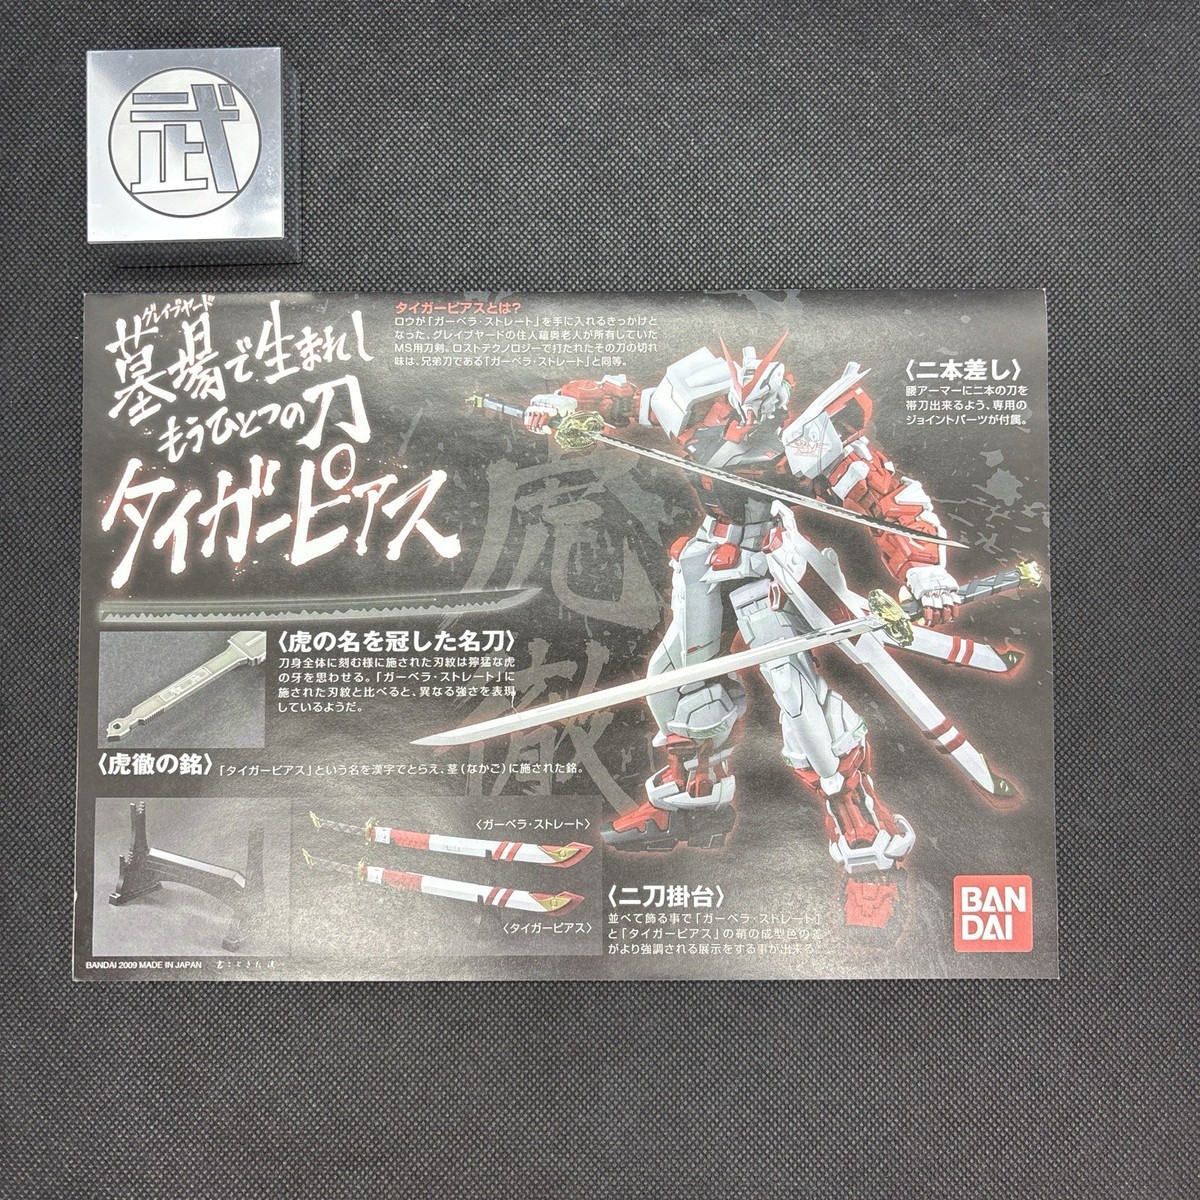 武
グレイブヤード
墓場で生まれし
もうひとつの刀
タイガーピアス
タイガーピアスとは?
ロウが「ガーベラ・ストレート」を手に入れるきっかけと
なった、グレイブヤードの住人蘊奥老人が所有していた
MS用刀剣。ロストテクノロジーで打たれたその刀の切れ
味は、兄弟刀である「ガーベラ・ストレート」と同等。
〈二本差し〉
腰アーマーに二本の刀を
帯刀出来るよう、専用の
ジョイントパーツが付属。
虎徹
〈虎の名を冠した名刀〉
刀身全体に刻む様に施された刃紋は獰猛な虎
の牙を思わせる。「ガーベラ・ストレート」に
施された刃紋と比べると、異なる強さを表現
しているようだ。
〈虎徹の銘〉「タイガーピアス」という名を漢字でとらえ、茎(なかご)に施された銘。
〈ガーベラ・ストレート〉
〈タイガーピアス〉
〈二刀掛台〉
並べて飾る事で「ガーベラ・ストレート」
と「タイガーピアス」の鞘の成型色の
がより強調される展示をする事が出来る。
BAN
DAI
BANDAI 2009 MADE IN JAPAN